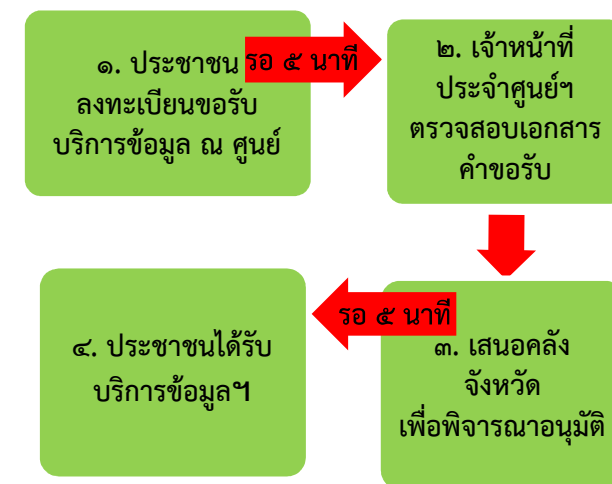 ๑. ประชาชน
ลงทะเบียนขอรับ
บริการข้อมูล ณ ศูนย์
รอ ๕ นาที
๒. เจ้าหน้าที่
ประจำศูนย์ฯ
ตรวจสอบเอกสาร
คำขอรับ
๓. เสนอคลัง
จังหวัด
เพื่อพิจารณาอนุมัติ
รอ ๕ นาที
๔. ประชาชนได้รับ
บริการข้อมูลฯ